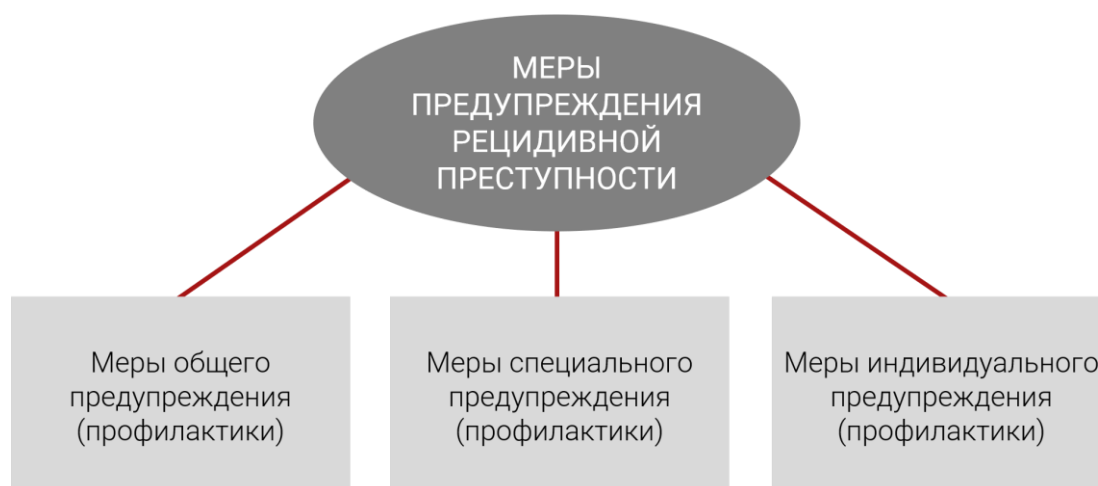 МЕРЫ
ПРЕДУПРЕЖДЕНИЯ
РЕЦИДИВНОЙ
ПРЕСТУПНОСТИ
Меры общего
предупреждения
(профилактики)
Меры специального
предупреждения
(профилактики)
Меры индивидуального
предупреждения
(профилактики)